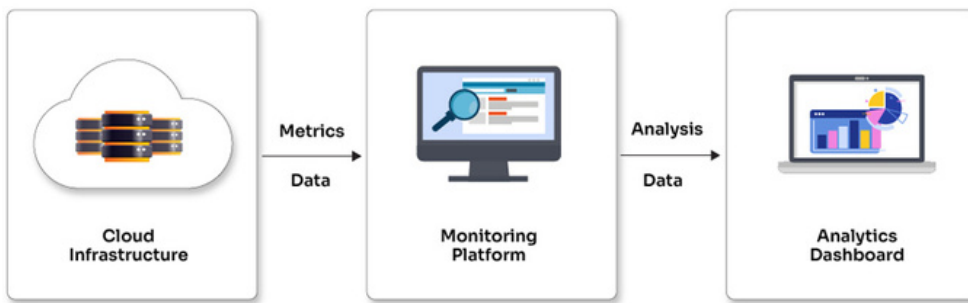 Metrics
Data
Analysis
Data
Cloud
Infrastructure
Monitoring
Platform
Analytics
Dashboard